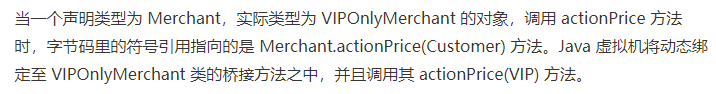 当一个声明类型为 Merchant，实际类型为 VIPOnlyMerchant 的对象，调用 actionPrice 方法
时，字节码里的符号引用指向的是 Merchant.actionPrice(Customer) 方法。Java 虚拟机将动态绑
定至 VIPOnlyMerchant 类的桥接方法之中，并且调用其 actionPrice(VIP) 方法。